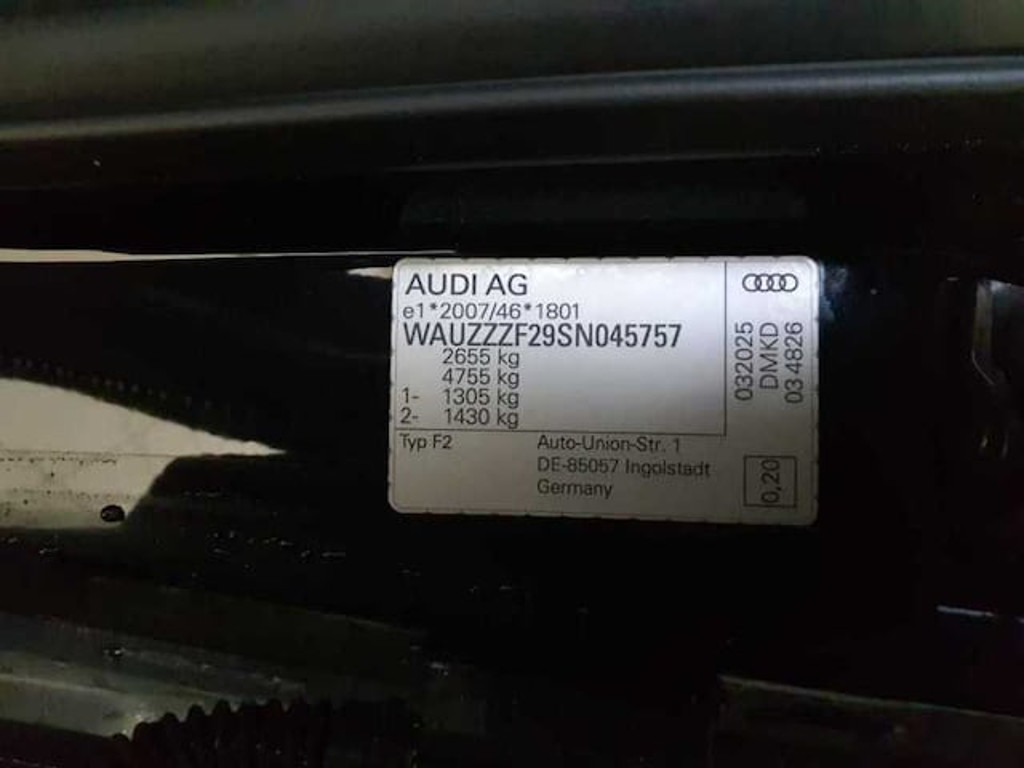 AUDI AG
e1*2007/46*1801
WAUZZZF29SN045757
2655 kg
4755 kg
1- 1305 kg
2- 1430 kg
Typ F2
Auto-Union-Str. 1
DE-85057 Ingolstadt
Germany
032025
DMKD
03 4826
0,20